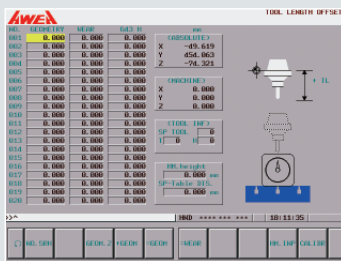 AWEA
TOOL LENGTH OFFSET
NO. GEOMETRY WEAR G43 H mm
001 0.000 0.000 0.000 (ABSOLUTE)
002 0.000 0.000 0.000 X -49.619
003 0.000 0.000 0.000 Y 454.063
004 0.000 0.000 0.000 Z -74.321
005 0.000 0.000 0.000
006 0.000 0.000 0.000 (MACHINE)
007 0.000 0.000 0.000 X 0.000
008 0.000 0.000 0.000 Y 0.000
009 0.000 0.000 0.000 Z 0.000
010 0.000 0.000 0.000
011 0.000 0.000 0.000 (TOOL INF)
012 0.000 0.000 0.000 SP TOOL 0
013 0.000 0.000 0.000 T 0 H 0
014 0.000 0.000 0.000
015 0.000 0.000 0.000
016 0.000 0.000 0.000 MM.height
017 0.000 0.000 0.000 0.000 mm
018 0.000 0.000 0.000 SP-Table DIS.
019 0.000 0.000 0.000 0.000 mm
020 0.000 0.000 0.000
+ TL
>>^
HND **** *** *** 18:11:35
NO.SRH GEOM.Z +GEOM =GEOM =WEAR MM.INP CALIBR